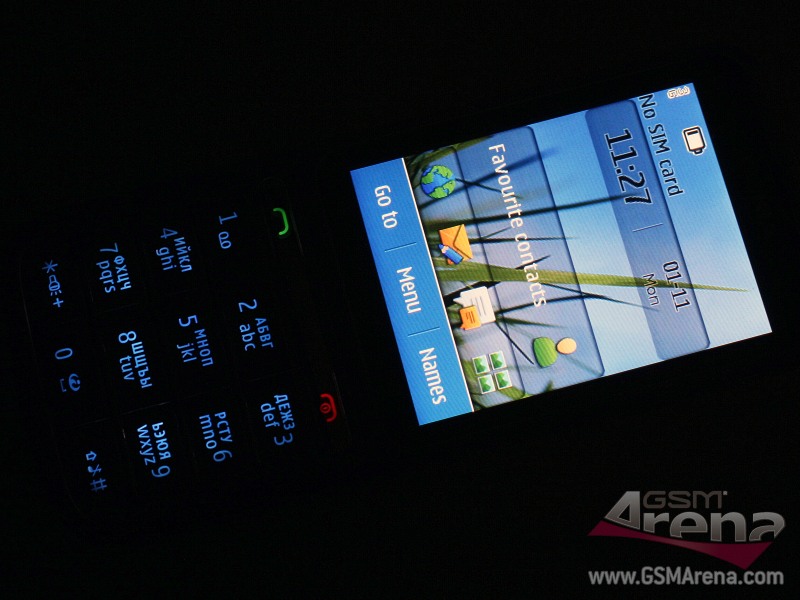 3G
No SIM card
11:27
01-11
Mon
Favourite contacts
Go to
Menu
Names
1
2 АБВГ
abc
ДЕЖЗ 3
def
4 ИЙКЛ
ghi
5 МНОП
jkl
РСТУ 6
mno
7 ФХЦЧ
pqrs
8 ШЩЪЫ
tuv
ЬЭЮЯ 9
wxyz
* +
0
#
GSM
Arena
www.GSMArena.com